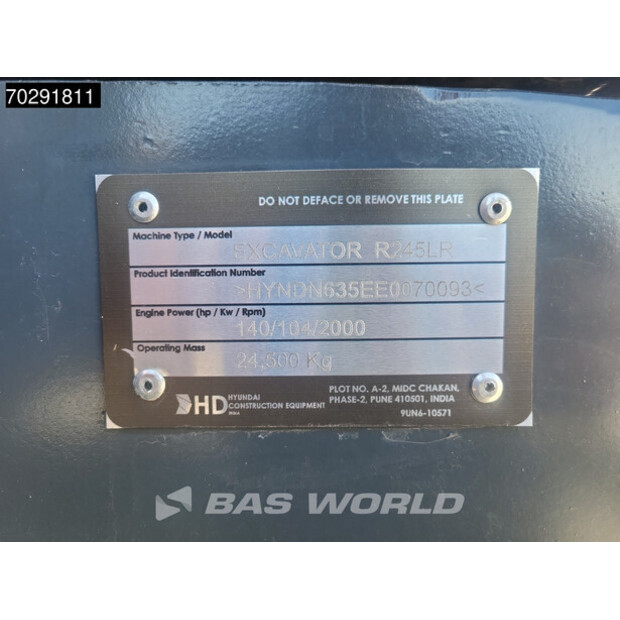 70291811
DO NOT DEFACE OR REMOVE THIS PLATE
Machine Type / Model
EXCAVATOR R245LR
Product Identification Number
>HYNDN635EE0070093<
Engine Power (hp / Kw / Rpm)
140/104/2000
Operating Mass
24,500 Kg
HD HYUNDAI
CONSTRUCTION EQUIPMENT
INDIA
PLOT NO. A-2, MIDC CHAKAN,
PHASE-2, PUNE 410501, INDIA
9UN6-10571
BAS WORLD